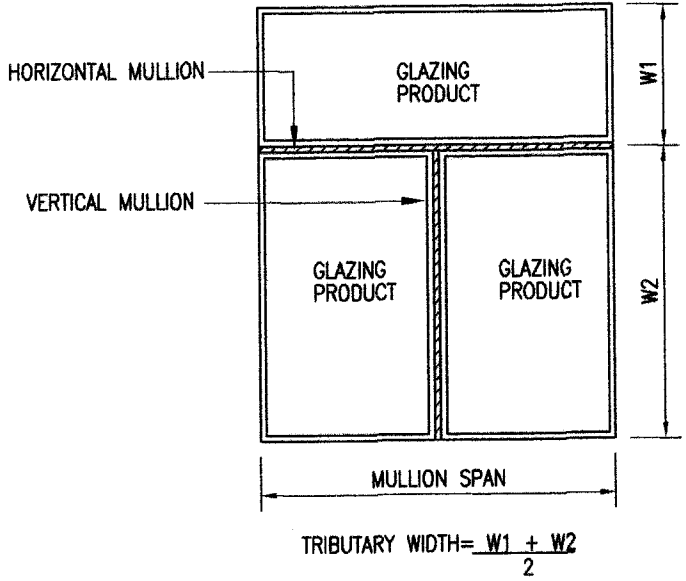 HORIZONTAL MULLION
GLAZING
PRODUCT
W1
VERTICAL MULLION
GLAZING
PRODUCT
GLAZING
PRODUCT
W2
MULLION SPAN
TRIBUTARY WIDTH= W1 + W2
2